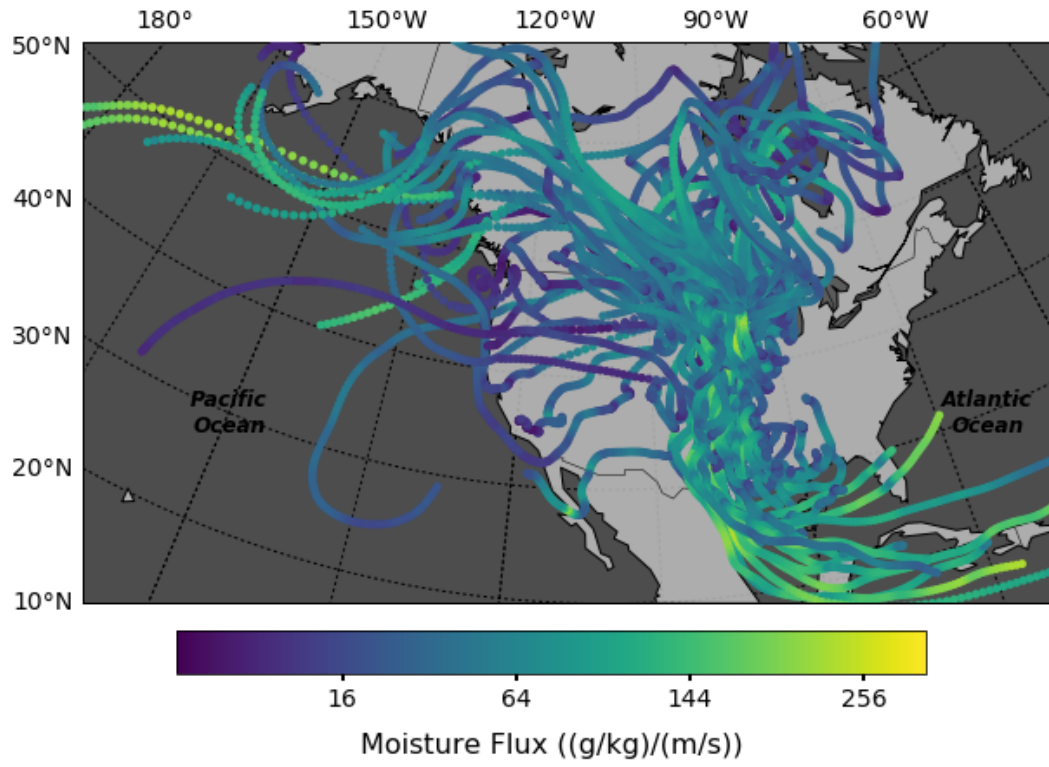 180° 150°W 120°W 90°W 60°W
50°N
40°N
30°N
20°N
10°N
Pacific
Ocean
Atlantic
Ocean
16 64 144 256
Moisture Flux ((g/kg)/(m/s))